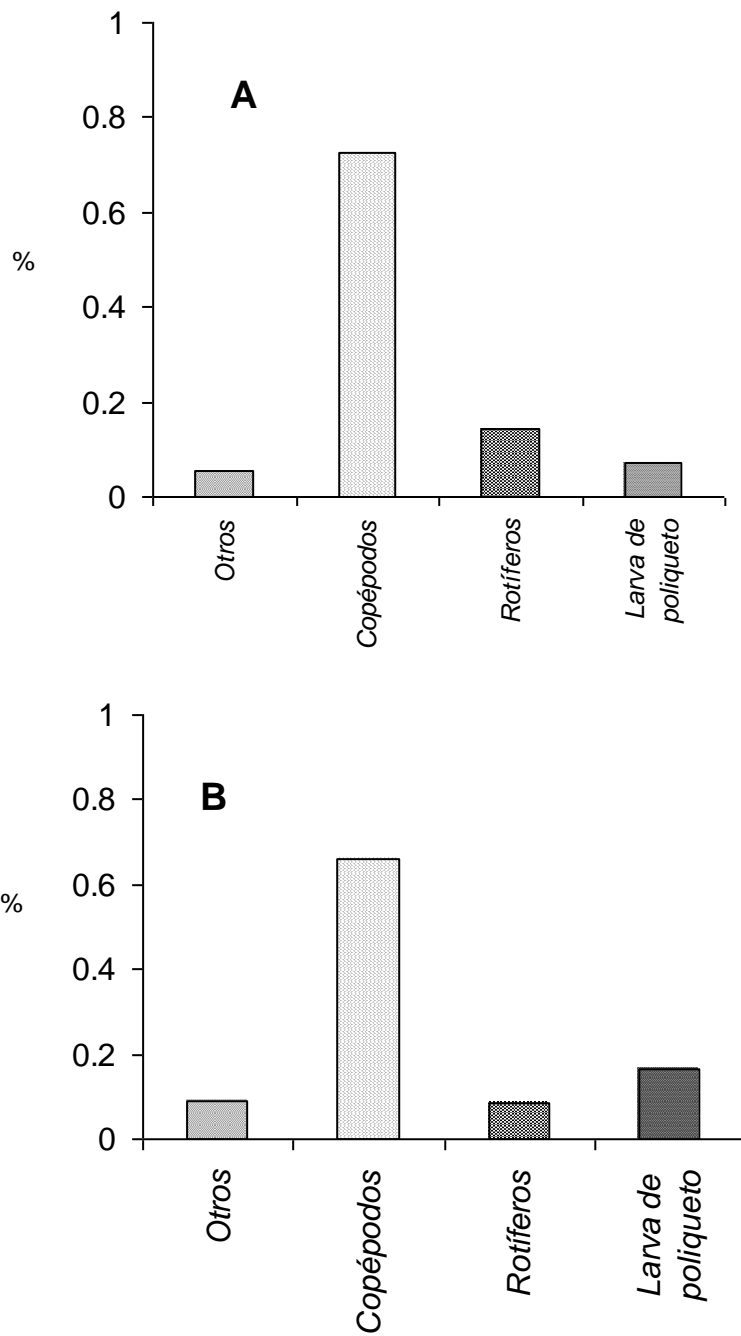 1
A
0.8
0.6
%
0.4
0.2
0
Otros
Copépodos
Rotíferos
Larva de
poliqueto
1
B
0.8
0.6
%
0.4
0.2
0
Otros
Copépodos
Rotíferos
Larva de
poliqueto